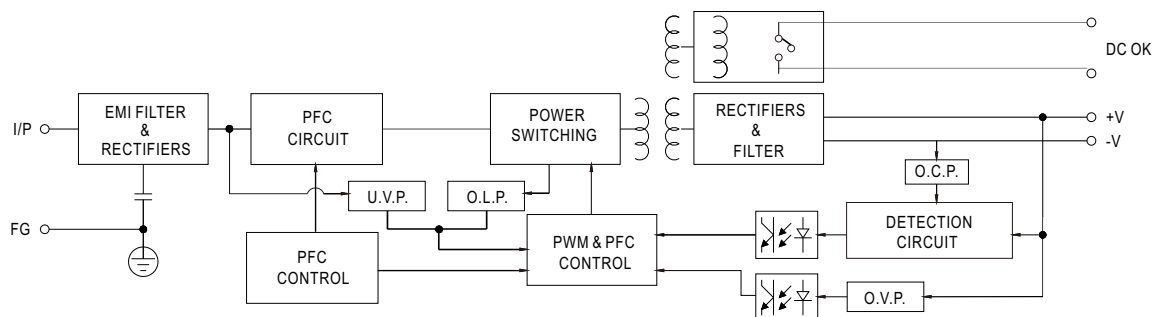 DC OK
I/P
EMI FILTER
&
RECTIFIERS
PFC
CIRCUIT
POWER
SWITCHING
RECTIFIERS
&
FILTER
+V
-V
O.C.P.
U.V.P.
O.L.P.
FG
PFC
CONTROL
PWM & PFC
CONTROL
DETECTION
CIRCUIT
O.V.P.